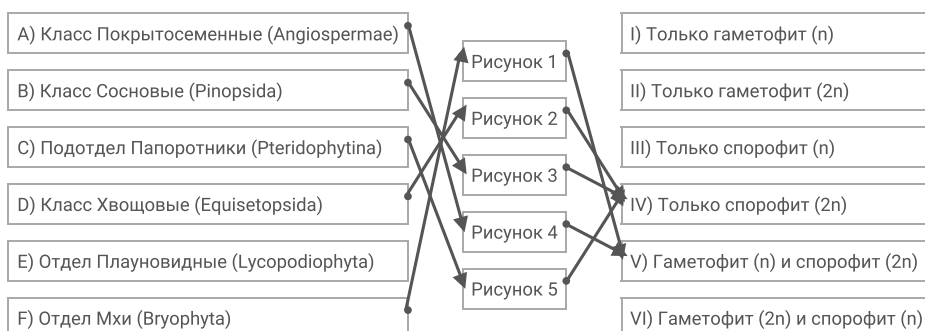 A) Класс Покрытосеменные (Angiospermae)
B) Класс Сосновые (Pinopsida)
C) Подотдел Папоротники (Pteridophytina)
D) Класс Хвощовые (Equisetopsida)
E) Отдел Плауновидные (Lycopodiophyta)
F) Отдел Мхи (Bryophyta)
Рисунок 1
Рисунок 2
Рисунок 3
Рисунок 4
Рисунок 5
I) Только гаметофит (n)
II) Только гаметофит (2n)
III) Только спорофит (n)
IV) Только спорофит (2n)
V) Гаметофит (n) и спорофит (2n)
VI) Гаметофит (2n) и спорофит (n)